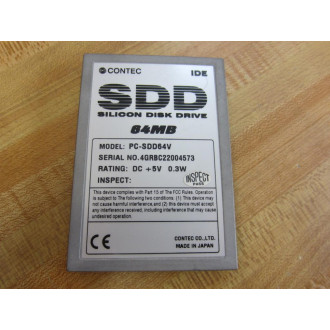 CONTEC IDE
SDD
SILICON DISK DRIVE
64MB
MODEL: PC-SDD64V
SERIAL NO.4GRBC22004573
RATING: DC +5V 0.3W
INSPECT: INSPECT
This device complies with Part 15 of The FCC Rules. Operation is
subject to the following two conditions. (1) This device may
not cause harmful interference, and (2) this device must accept
any interference received, including interference that may cause
undesired operation.
CE
CONTEC CO.,LTD.
MADE IN JAPAN